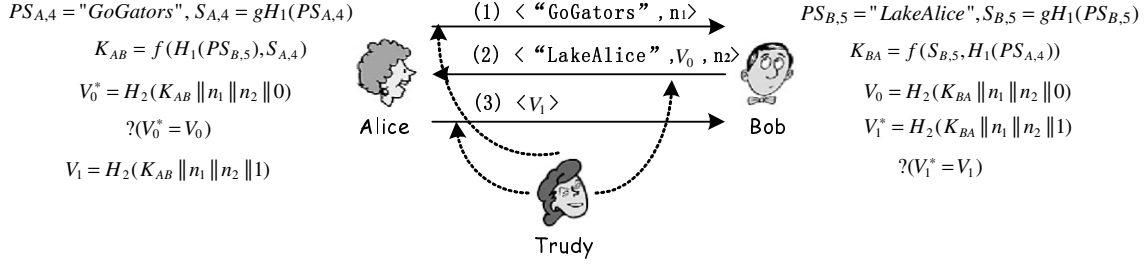 PS_{A,4} = "GoGators", S_{A,4} = gH_1(PS_{A,4})
K_{AB} = f(H_1(PS_{B,5}), S_{A,4})
V_0^* = H_2(K_{AB} || n_1 || n_2 || 0)
?(V_0^* = V_0)
V_1 = H_2(K_{AB} || n_1 || n_2 || 1)
(1) < “GoGators”, n_1>
(2) < “LakeAlice”, V_0, n_2>
(3) <V_1>
Alice
Bob
Trudy
PS_{B,5} = "LakeAlice", S_{B,5} = gH_1(PS_{B,5})
K_{BA} = f(S_{B,5}, H_1(PS_{A,4}))
V_0 = H_2(K_{BA} || n_1 || n_2 || 0)
V_1^* = H_2(K_{BA} || n_1 || n_2 || 1)
?(V_1^* = V_1)